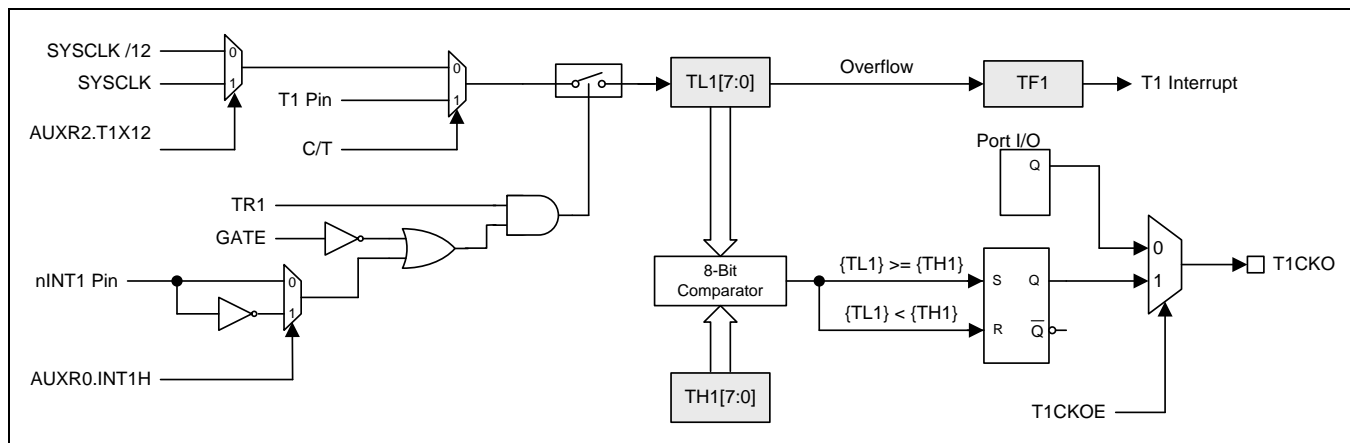 SYSCLK /12
SYSCLK
AUXR2.T1X12
0
1
T1 Pin
C/T
0
1
TL1[7:0]
Overflow
TF1
T1 Interrupt
TR1
GATE
nINT1 Pin
0
1
AUXR0.INT1H
8-Bit
Comparator
TH1[7:0]
{TL1} >= {TH1}
{TL1} < {TH1}
S
Q
R
Q
Port I/O
Q
0
1
T1CKO
T1CKOE